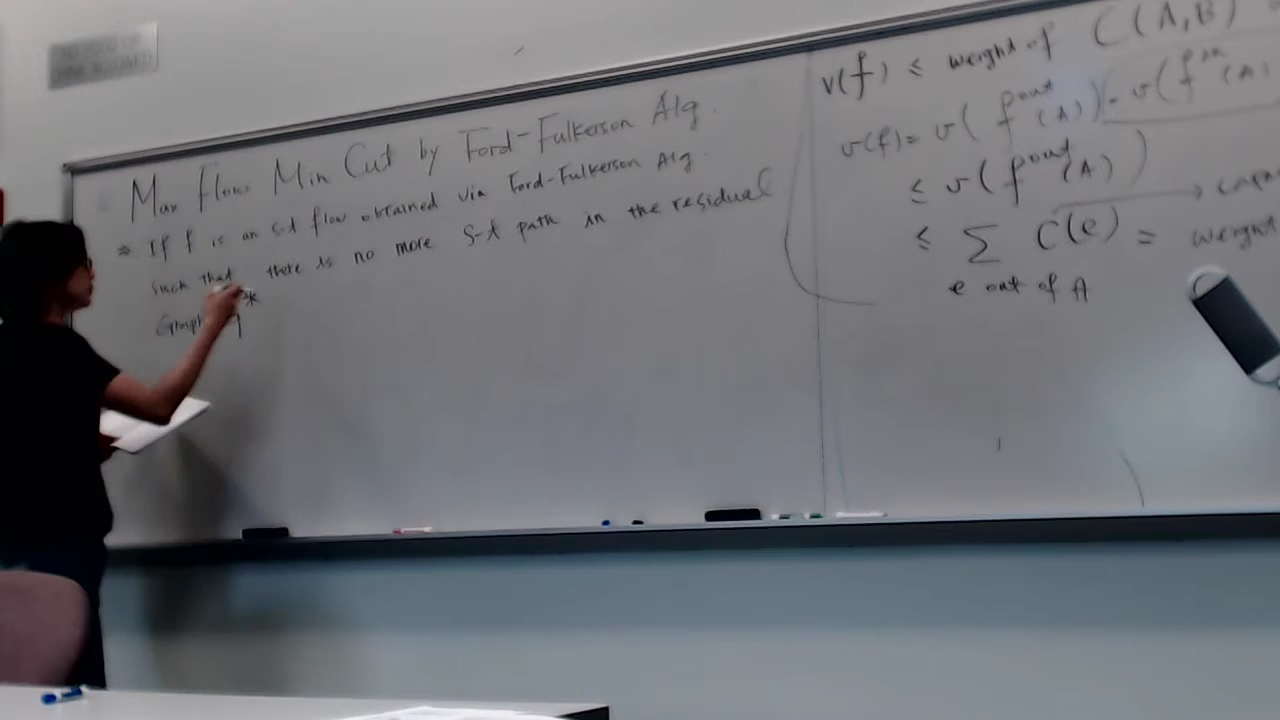 Max Flow Min Cut by Ford-Fulkerson Alg.
⇒ If f is an s-t flow obtained via Ford-Fulkerson Alg.
such that there is no more s-t path in the residual
Graph
v(f) ≤ weight of C(A,B)
v(f) = v(f^out(A)) - v(f^in(A))
≤ v(f^out(A))
≤ Σ C(e) = weight
e out of A